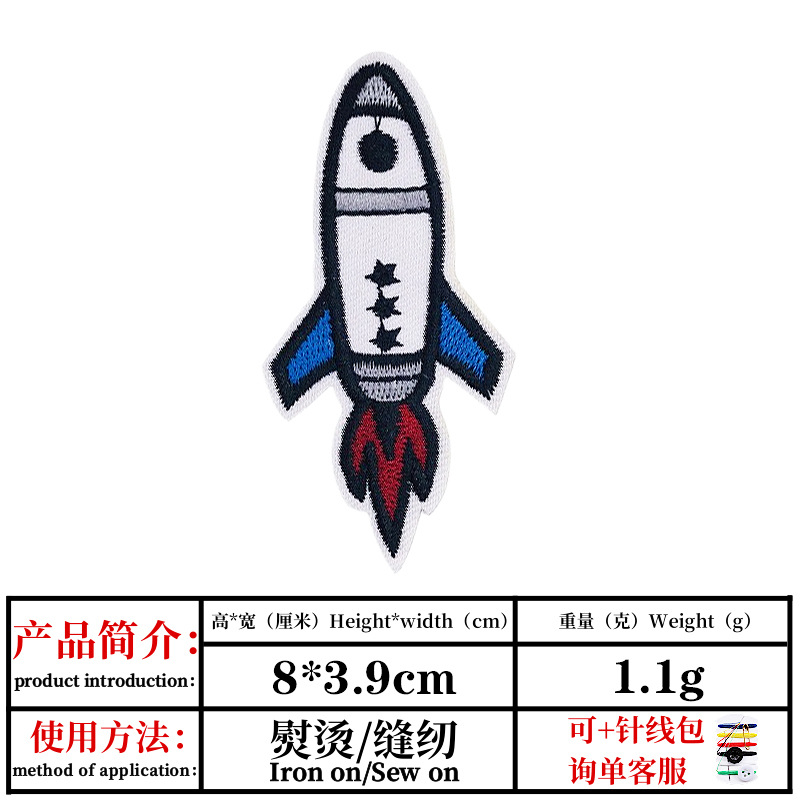 产品简介：
product introduction:
高*宽（厘米）Height*width（cm）
重量（克）Weight（g）
8*3.9cm
1.1g
使用方法：
method of application:
熨烫/缝纫
Iron on/Sew on
可+针线包
询单客服